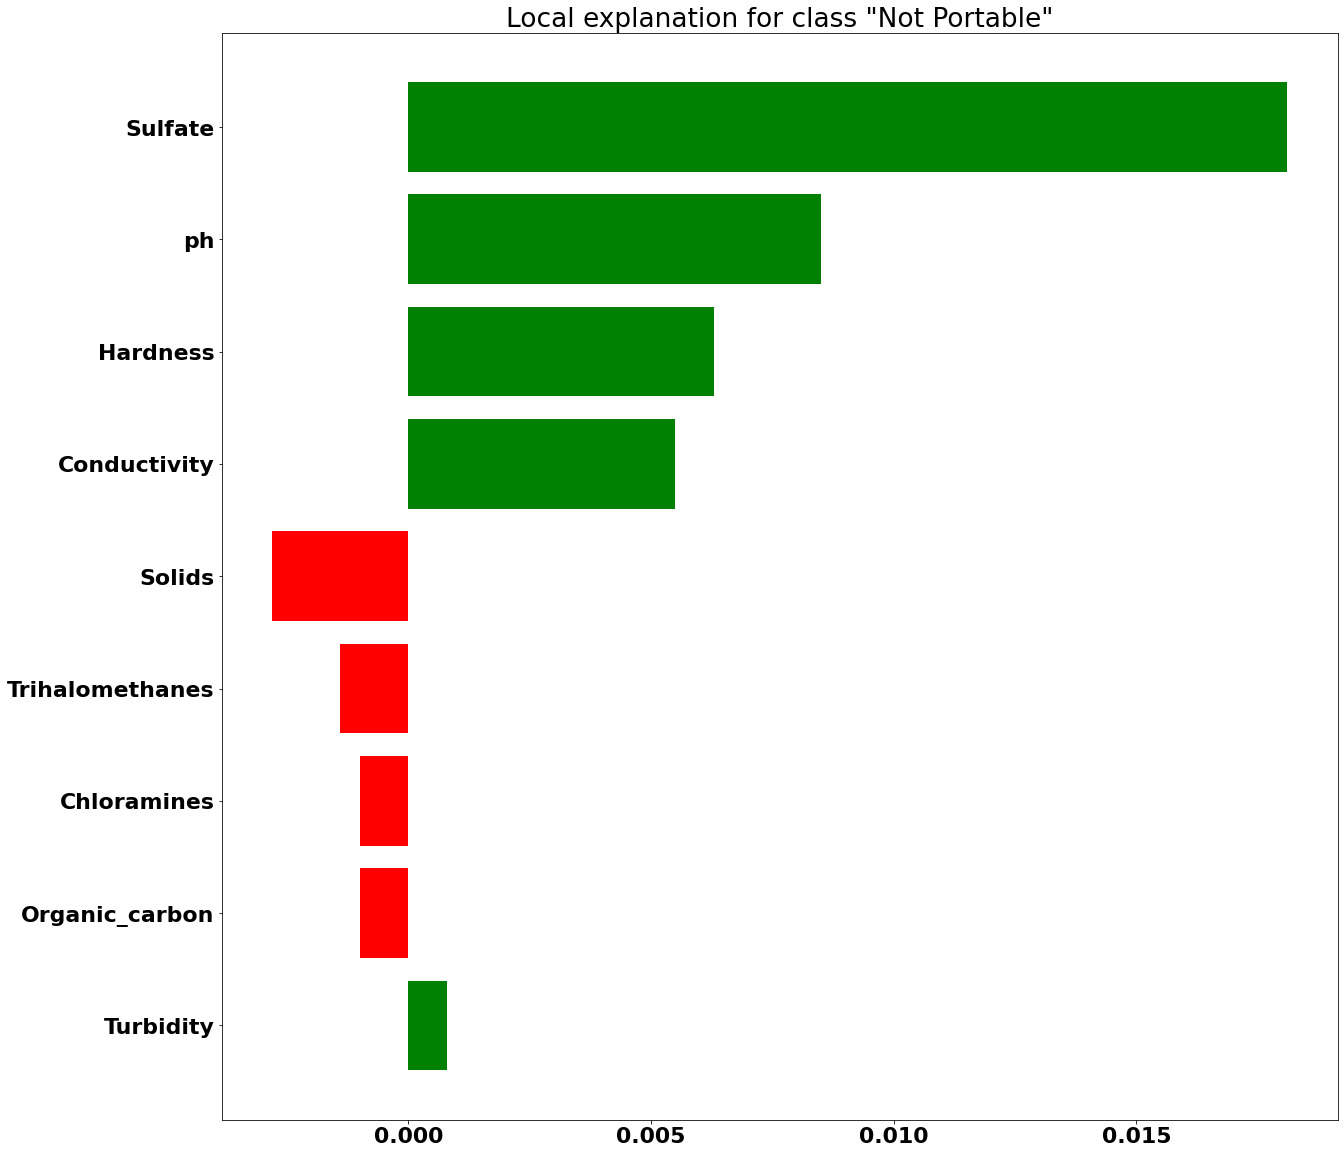 Local explanation for class "Not Portable"
Sulfate
ph
Hardness
Conductivity
Solids
Trihalomethanes
Chloramines
Organic_carbon
Turbidity
0.000 0.005 0.010 0.015